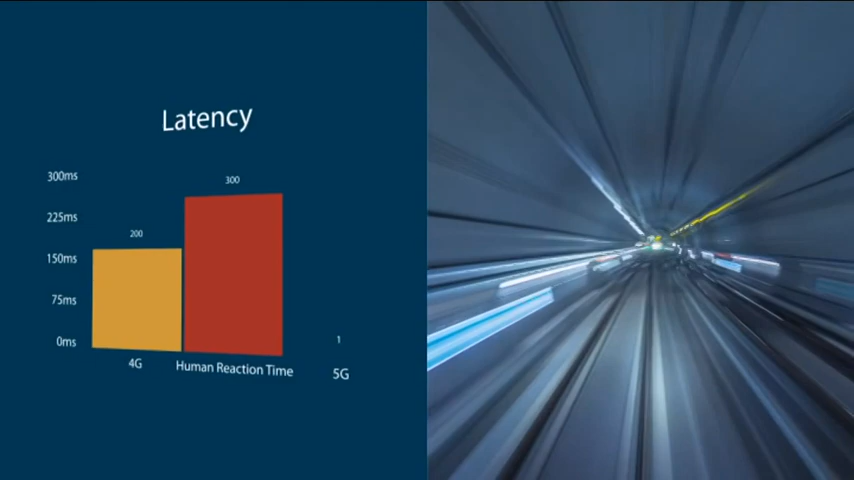 Latency
300ms
225ms
150ms
75ms
0ms
200
300
1
4G
Human Reaction Time
5G